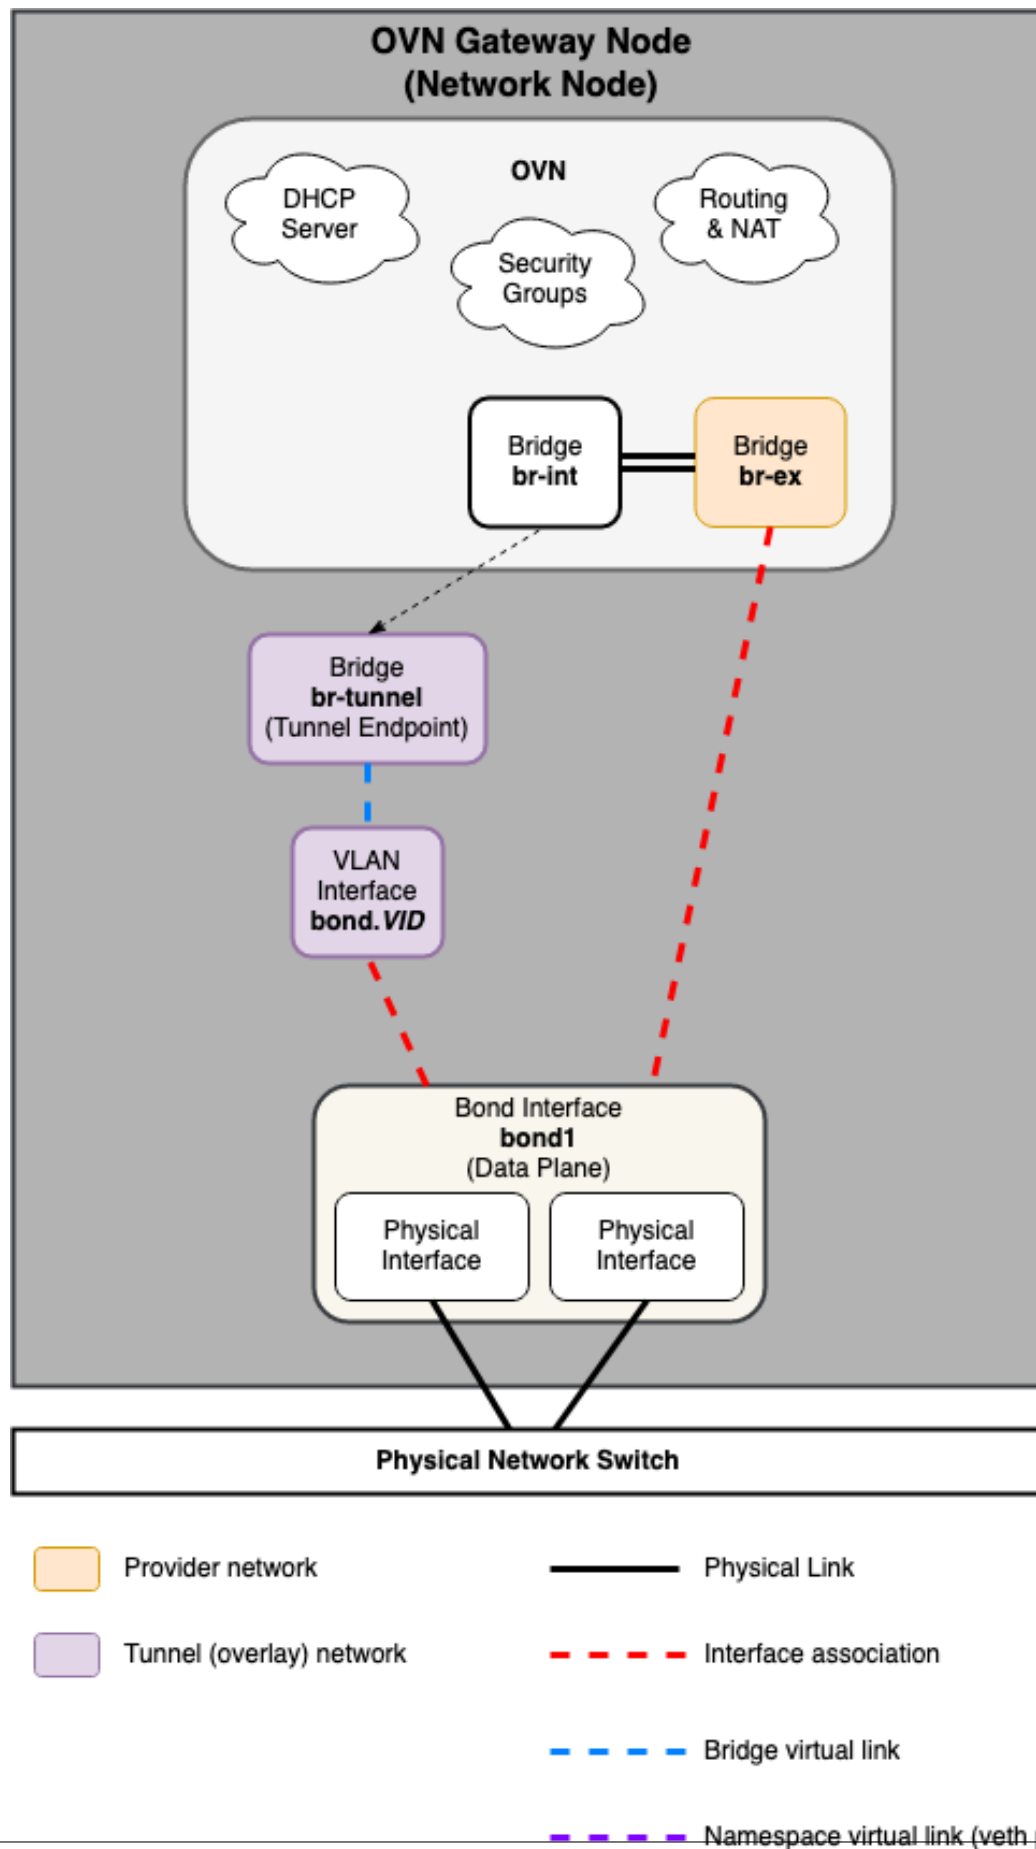 OVN Gateway Node
(Network Node)
OVN
DHCP
Server
Routing
& NAT
Security
Groups
Bridge
br-int
Bridge
br-ex
Bridge
br-tunnel
(Tunnel Endpoint)
VLAN
Interface
bond.VID
Bond Interface
bond1
(Data Plane)
Physical
Interface
Physical
Interface
Physical Network Switch
Provider network
Physical Link
Tunnel (overlay) network
Interface association
Bridge virtual link
Namespace virtual link (veth